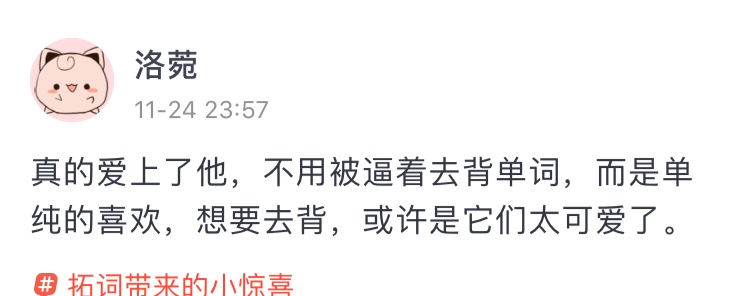 洛菀
11-24 23:57
真的爱上了他，不用被逼着去背单词，而是单
纯的喜欢，想要去背，或许是它们太可爱了。
# 拓词带来的小惊喜